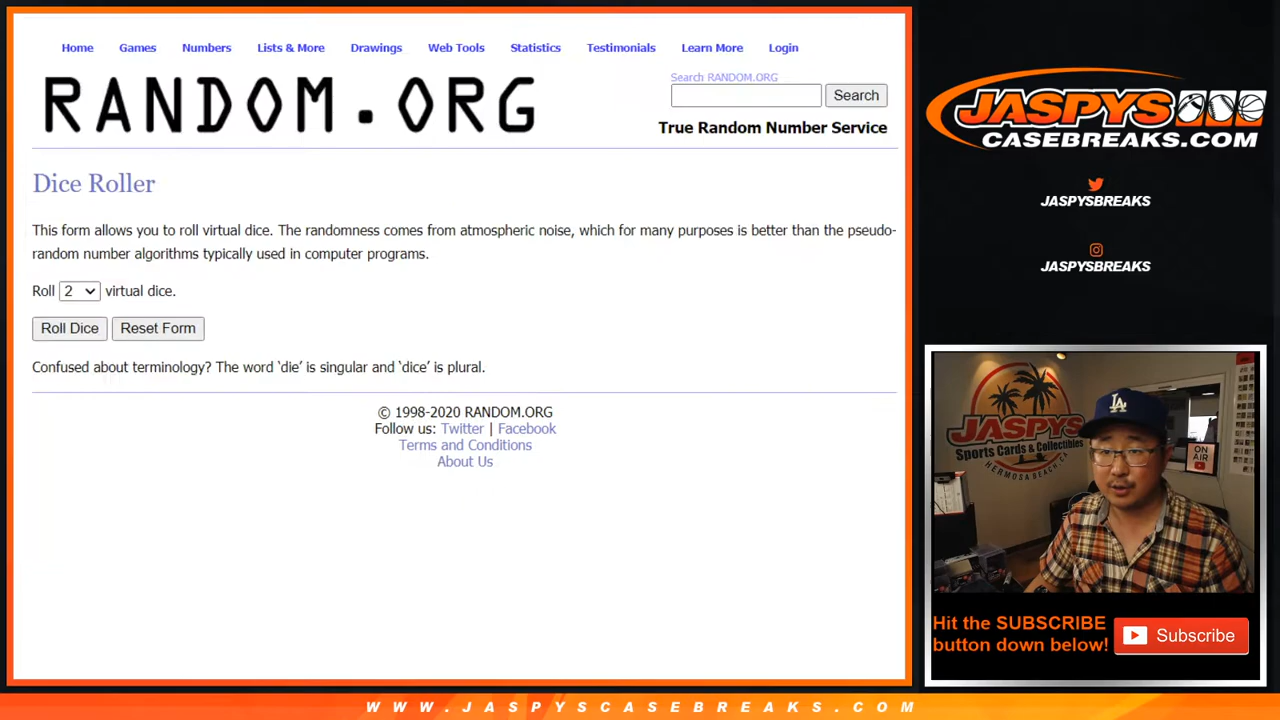 Home Games Numbers Lists & More Drawings Web Tools Statistics Testimonials Learn More Login
RANDOM.ORG
Search RANDOM.ORG
Search
True Random Number Service
Dice Roller
This form allows you to roll virtual dice. The randomness comes from atmospheric noise, which for many purposes is better than the pseudo-
random number algorithms typically used in computer programs.
Roll 2 virtual dice.
Roll Dice Reset Form
Confused about terminology? The word ‘die’ is singular and ‘dice’ is plural.
© 1998-2020 RANDOM.ORG
Follow us: Twitter | Facebook
Terms and Conditions
About Us
JASPYS
CASEBREAKS.COM
JASPYSBREAKS
JASPYSBREAKS
JASPYS
Sports Cards & Collectibles
HERMOSA BEACH, CA
LA
ON
AIR
Hit the SUBSCRIBE
button down below!
Subscribe
WWW.JASPYSCASEBREAKS.COM